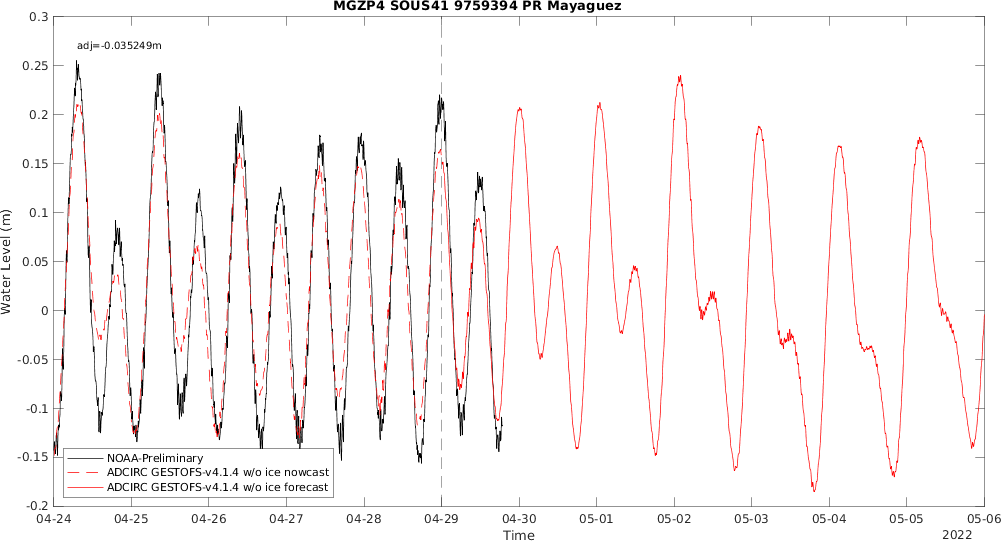 MGZP4 SOUS41 9759394 PR Mayaguez
adj=-0.035249m
Water Level (m)
0.3
0.25
0.2
0.15
0.1
0.05
0
-0.05
-0.1
-0.15
-0.2
NOAA-Preliminary
ADCIRC GESTOFS-v4.1.4 w/o ice nowcast
ADCIRC GESTOFS-v4.1.4 w/o ice forecast
04-24 04-25 04-26 04-27 04-28 04-29 04-30 05-01 05-02 05-03 05-04 05-05 05-06
Time
2022